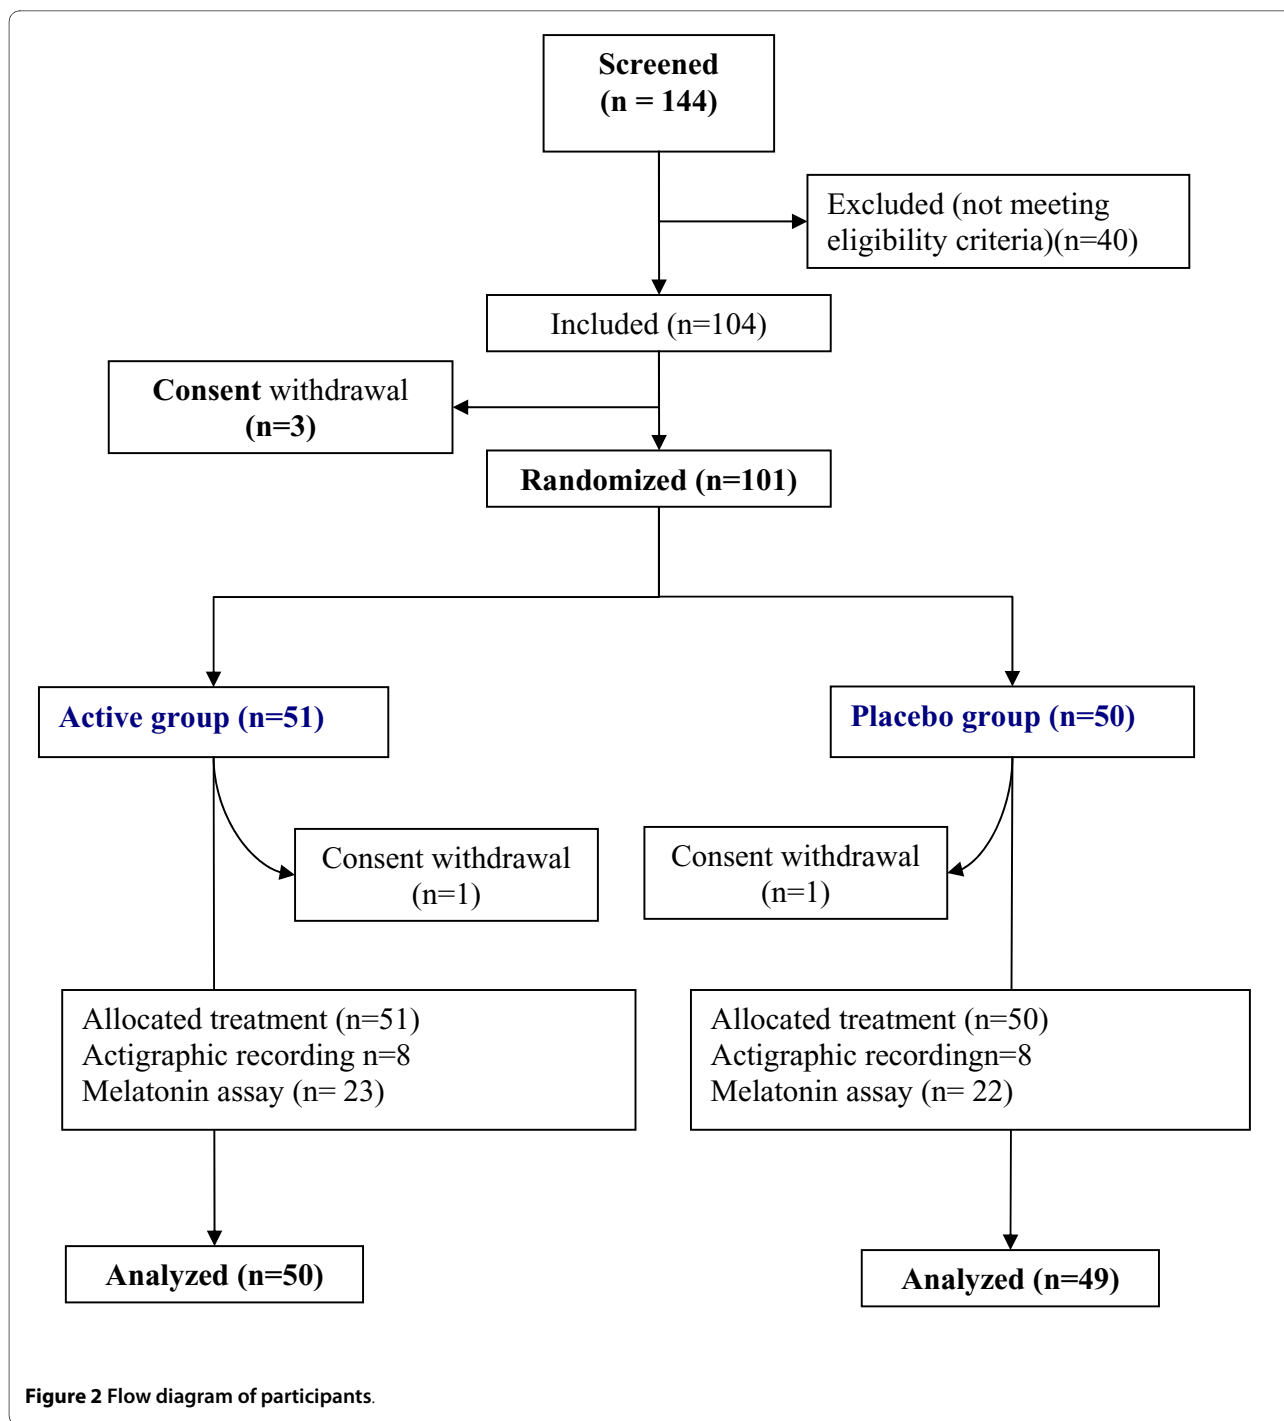 Screened
(n = 144)
Excluded (not meeting
eligibility criteria)(n=40)
Included (n=104)
Consent withdrawal
(n=3)
Randomized (n=101)
Active group (n=51)
Placebo group (n=50)
Consent withdrawal
(n=1)
Consent withdrawal
(n=1)
Allocated treatment (n=51)
Actigraphic recording n=8
Melatonin assay (n= 23)
Allocated treatment (n=50)
Actigraphic recordingn=8
Melatonin assay (n= 22)
Analyzed (n=50)
Analyzed (n=49)
Figure 2 Flow diagram of participants.